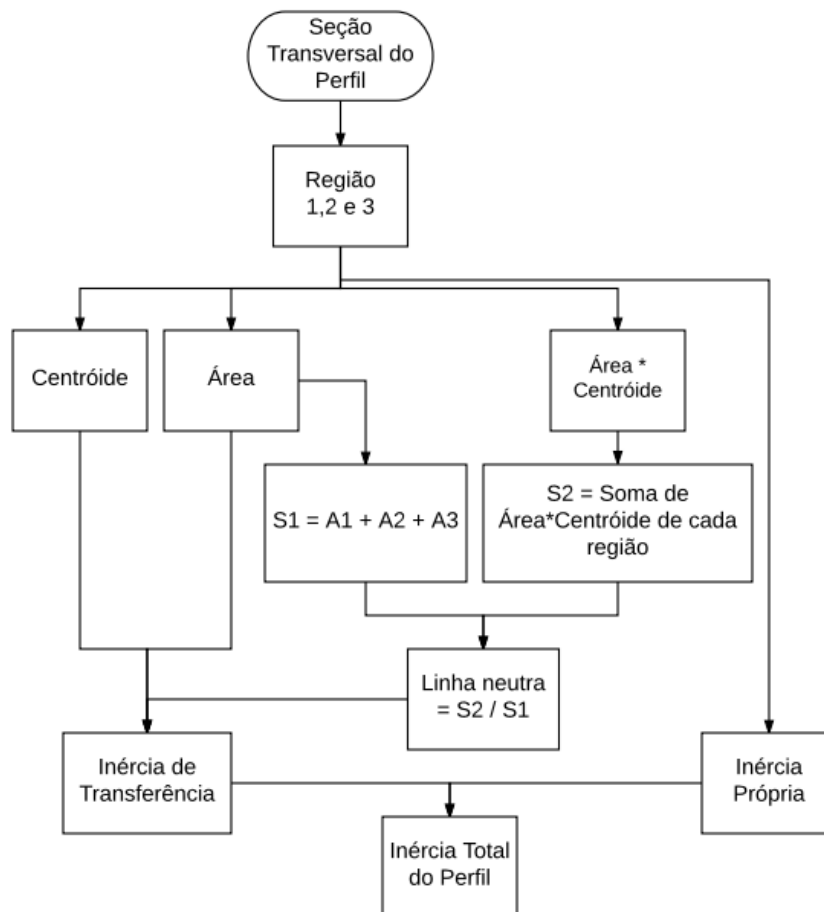 Seção
Transversal do
Perfil
Região
1,2 e 3
Centróide
Área
Área *
Centróide
S1 = A1 + A2 + A3
S2 = Soma de
Área*Centróide de cada
região
Linha neutra
= S2 / S1
Inércia de
Transferência
Inércia
Própria
Inércia Total
do Perfil